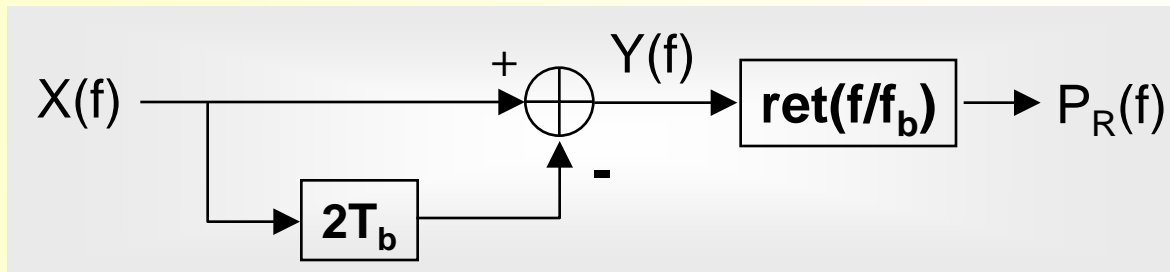 X(f)
+
Y(f)
ret(f/f_b)
P_R(f)
-
2T_b